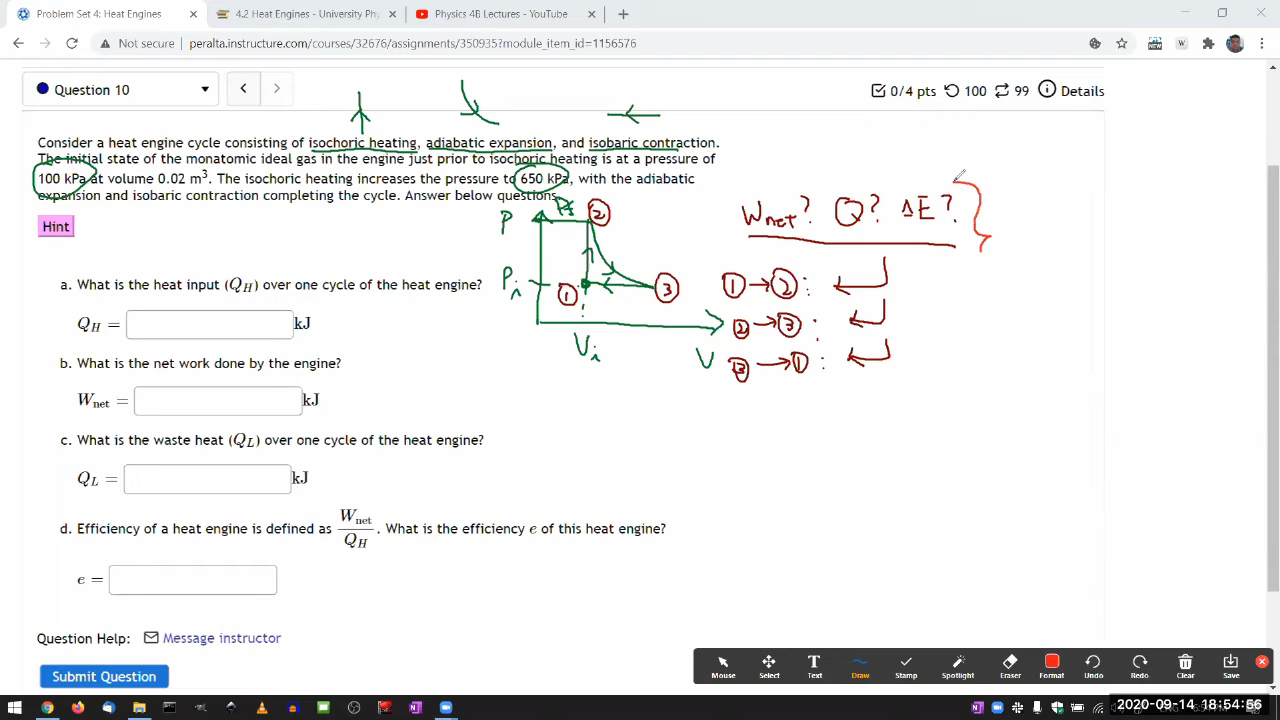 Problem Set 4: Heat Engines
4.2 Heat Engines - University Phy
Physics 4B Lectures - YouTube
Not secure peralta.instructure.com/courses/32676/assignments/350935?module_item_id=1156576
Question 10
0/4 pts 100 99 Details
Consider a heat engine cycle consisting of isochoric heating, adiabatic expansion, and isobaric contraction.
The initial state of the monatomic ideal gas in the engine just prior to isochoric heating is at a pressure of
100 kPa at volume 0.02 m³. The isochoric heating increases the pressure to 650 kPa, with the adiabatic
expansion and isobaric contraction completing the cycle. Answer below questions.
Hint
P
②
Wnet? Q? ΔE?
a. What is the heat input (QH) over one cycle of the heat engine?
Pi
①
③
①→②:
QH = kJ
②→③:
Vi
V
③→①:
b. What is the net work done by the engine?
Wnet = kJ
c. What is the waste heat (QL) over one cycle of the heat engine?
QL = kJ
d. Efficiency of a heat engine is defined as Wnet/QH. What is the efficiency e of this heat engine?
e =
Question Help: Message instructor
Submit Question
Mouse Select Text Draw Stamp Spotlight Eraser Format Undo Redo Clear Save
2020-09-14 18:54:56